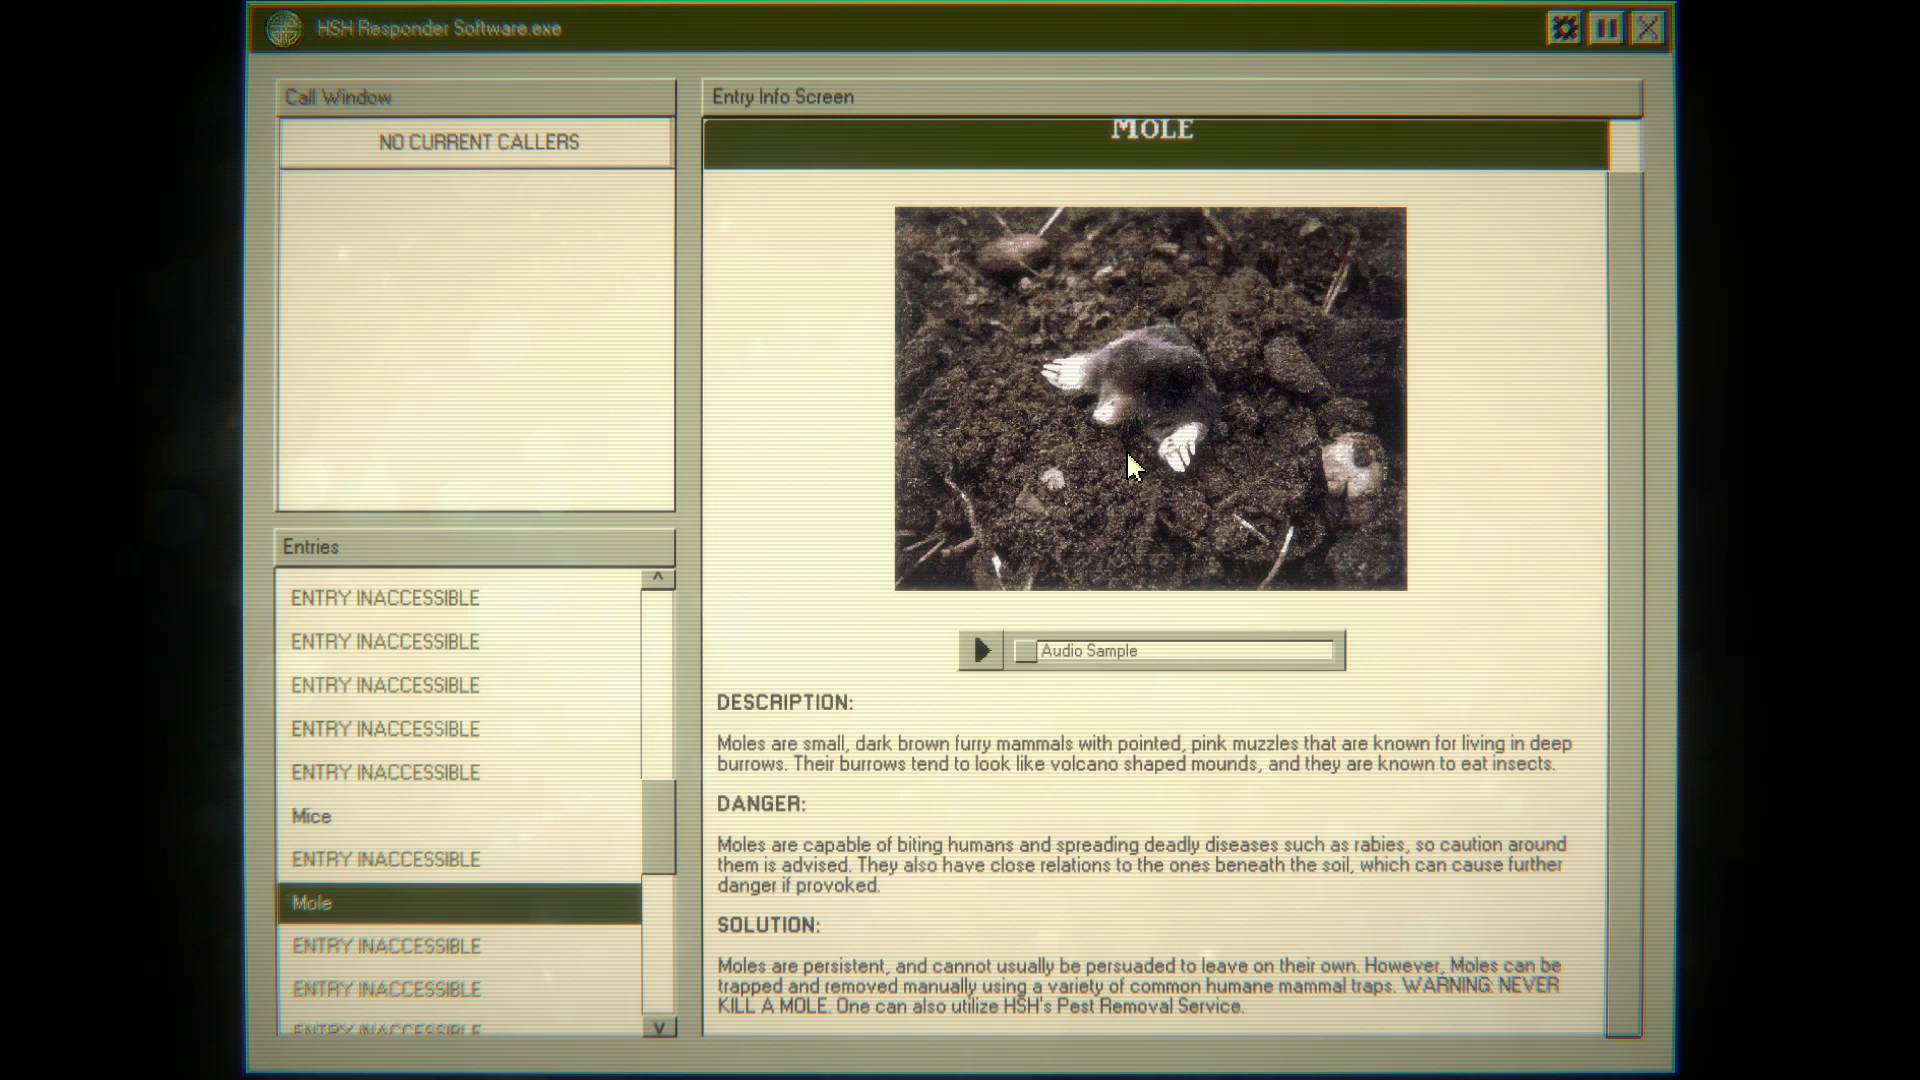 HSH Responder Software.exe
Call Window
NO CURRENT CALLERS
Entries
ENTRY INACCESSIBLE
ENTRY INACCESSIBLE
ENTRY INACCESSIBLE
ENTRY INACCESSIBLE
ENTRY INACCESSIBLE
Mice
ENTRY INACCESSIBLE
Mole
ENTRY INACCESSIBLE
ENTRY INACCESSIBLE
ENTRY INACCESSIBLE
Entry Info Screen
MOLE
Audio Sample
DESCRIPTION:
Moles are small, dark brown furry mammals with pointed, pink muzzles that are known for living in deep
burrows. Their burrows tend to look like volcano shaped mounds, and they are known to eat insects.
DANGER:
Moles are capable of biting humans and spreading deadly diseases such as rabies, so caution around
them is advised. They also have close relations to the ones beneath the soil, which can cause further
danger if provoked.
SOLUTION:
Moles are persistent, and cannot usually be persuaded to leave on their own. However, Moles can be
trapped and removed manually using a variety of common humane mammal traps. WARNING: NEVER
KILL A MOLE. One can also utilize HSH's Pest Removal Service.